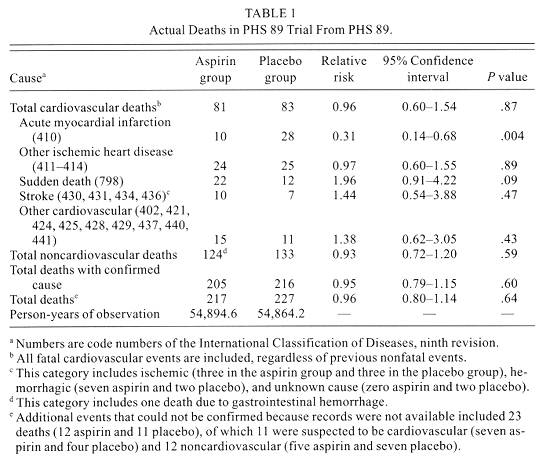 TABLE 1
Actual Deaths in PHS 89 Trial From PHS 89.
Aspirin Placebo Relative 95% Confidence
Causeᵃ group group risk interval P value
Total cardiovascular deathsᵇ 81 83 0.96 0.60–1.54 .87
Acute myocardial infarction
(410) 10 28 0.31 0.14–0.68 .004
Other ischemic heart disease
(411–414) 24 25 0.97 0.60–1.55 .89
Sudden death (798) 22 12 1.96 0.91–4.22 .09
Stroke (430, 431, 434, 436)ᶜ 10 7 1.44 0.54–3.88 .47
Other cardiovascular (402, 421,
424, 425, 428, 429, 437, 440,
441) 15 11 1.38 0.62–3.05 .43
Total noncardiovascular deaths 124ᵈ 133 0.93 0.72–1.20 .59
Total deaths with confirmed
cause 205 216 0.95 0.79–1.15 .60
Total deathsᵉ 217 227 0.96 0.80–1.14 .64
Person-years of observation 54,894.6 54,864.2 — — —
ᵃ Numbers are code numbers of the International Classification of Diseases, ninth revision.
ᵇ All fatal cardiovascular events are included, regardless of previous nonfatal events.
ᶜ This category includes ischemic (three in the aspirin group and three in the placebo group), he-
morrhagic (seven aspirin and two placebo), and unknown cause (zero aspirin and two placebo).
ᵈ This category includes one death due to gastrointestinal hemorrhage.
ᵉ Additional events that could not be confirmed because records were not available included 23
deaths (12 aspirin and 11 placebo), of which 11 were suspected to be cardiovascular (seven as-
pirin and four placebo) and 12 noncardiovascular (five aspirin and seven placebo).